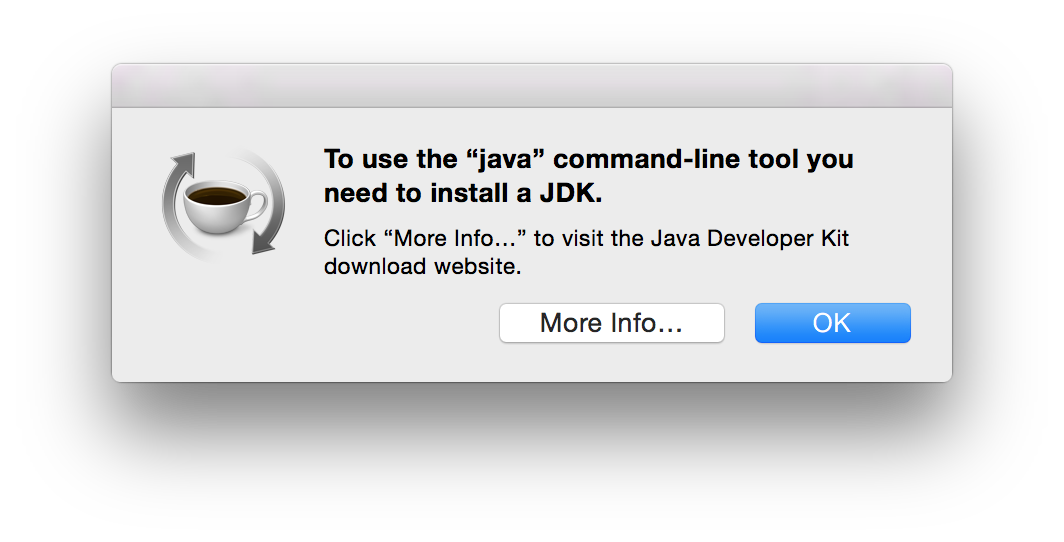 To use the “java” command-line tool you
need to install a JDK.
Click “More Info…” to visit the Java Developer Kit
download website.
More Info…
OK